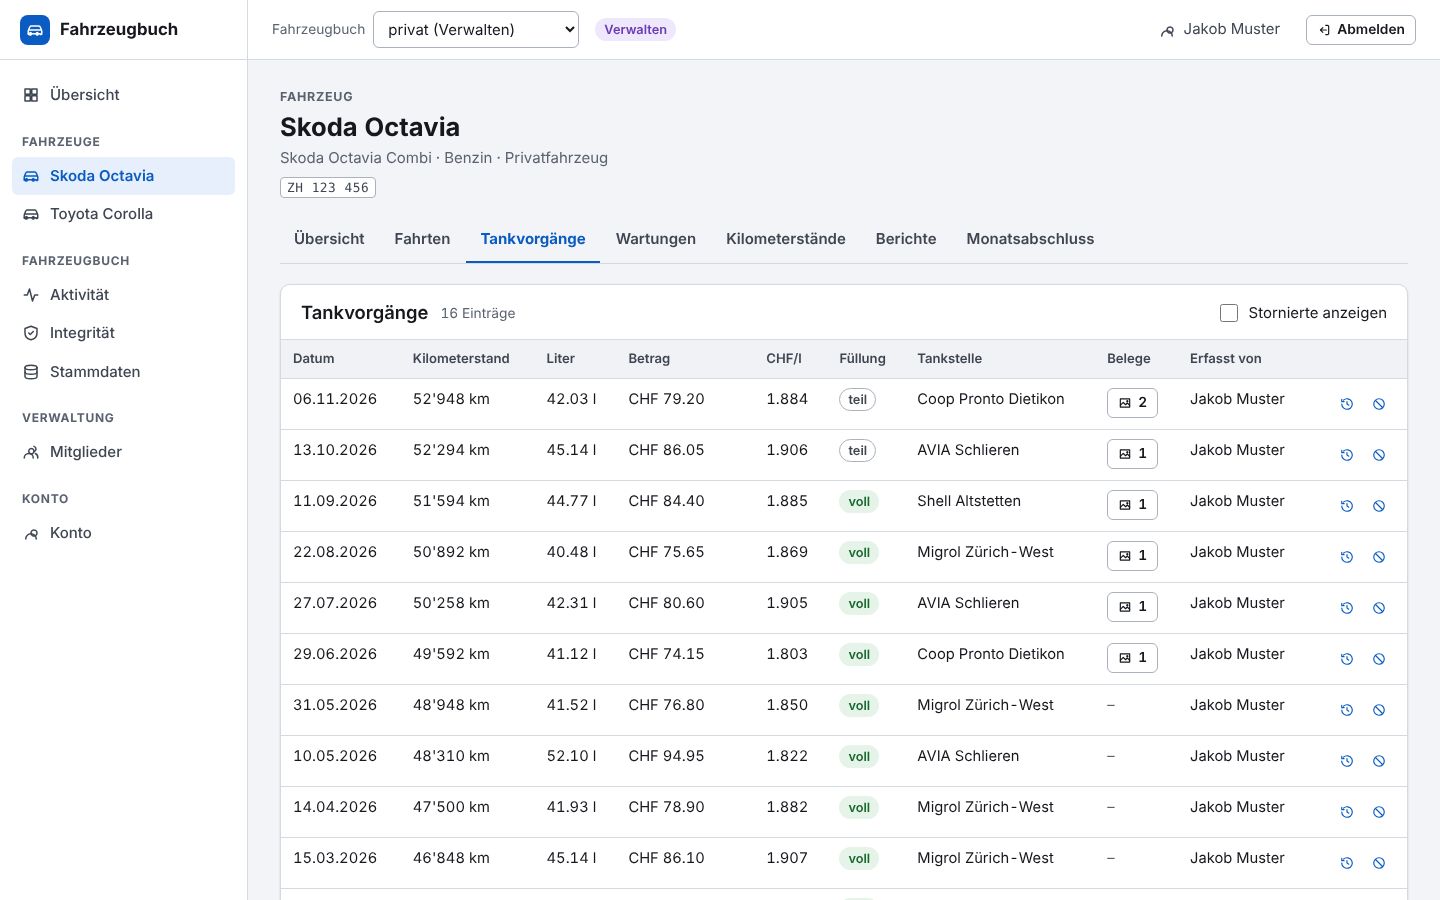 Fahrzeugbuch
Fahrzeugbuch privat (Verwalten) Verwalten Jakob Muster Abmelden
Übersicht
FAHRZEUGE
Skoda Octavia
Toyota Corolla
FAHRZEUGBUCH
Aktivität
Integrität
Stammdaten
VERWALTUNG
Mitglieder
KONTO
Konto
FAHRZEUG
Skoda Octavia
Skoda Octavia Combi · Benzin · Privatfahrzeug
ZH 123 456
Übersicht Fahrten Tankvorgänge Wartungen Kilometerstände Berichte Monatsabschluss
Tankvorgänge 16 Einträge Stornierte anzeigen
Datum Kilometerstand Liter Betrag CHF/l Füllung Tankstelle Belege Erfasst von
06.11.2026 52'948 km 42.03 l CHF 79.20 1.884 teil Coop Pronto Dietikon 2 Jakob Muster
13.10.2026 52'294 km 45.14 l CHF 86.05 1.906 teil AVIA Schlieren 1 Jakob Muster
11.09.2026 51'594 km 44.77 l CHF 84.40 1.885 voll Shell Altstetten 1 Jakob Muster
22.08.2026 50'892 km 40.48 l CHF 75.65 1.869 voll Migrol Zürich-West 1 Jakob Muster
27.07.2026 50'258 km 42.31 l CHF 80.60 1.905 voll AVIA Schlieren 1 Jakob Muster
29.06.2026 49'592 km 41.12 l CHF 74.15 1.803 voll Coop Pronto Dietikon 1 Jakob Muster
31.05.2026 48'948 km 41.52 l CHF 76.80 1.850 voll Migrol Zürich-West – Jakob Muster
10.05.2026 48'310 km 52.10 l CHF 94.95 1.822 voll AVIA Schlieren – Jakob Muster
14.04.2026 47'500 km 41.93 l CHF 78.90 1.882 voll Migrol Zürich-West – Jakob Muster
15.03.2026 46'848 km 45.14 l CHF 86.10 1.907 voll Migrol Zürich-West – Jakob Muster